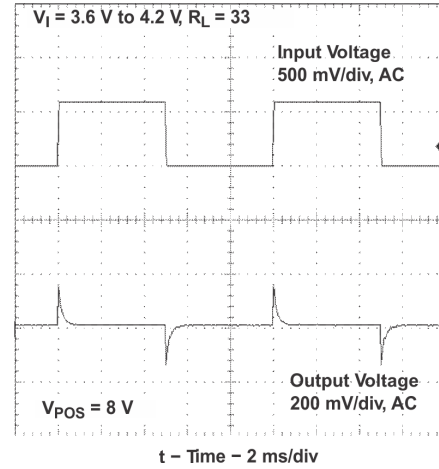 V_I = 3.6 V to 4.2 V, R_L = 33
Input Voltage
500 mV/div, AC
Output Voltage
200 mV/div, AC
V_POS = 8 V
t – Time – 2 ms/div